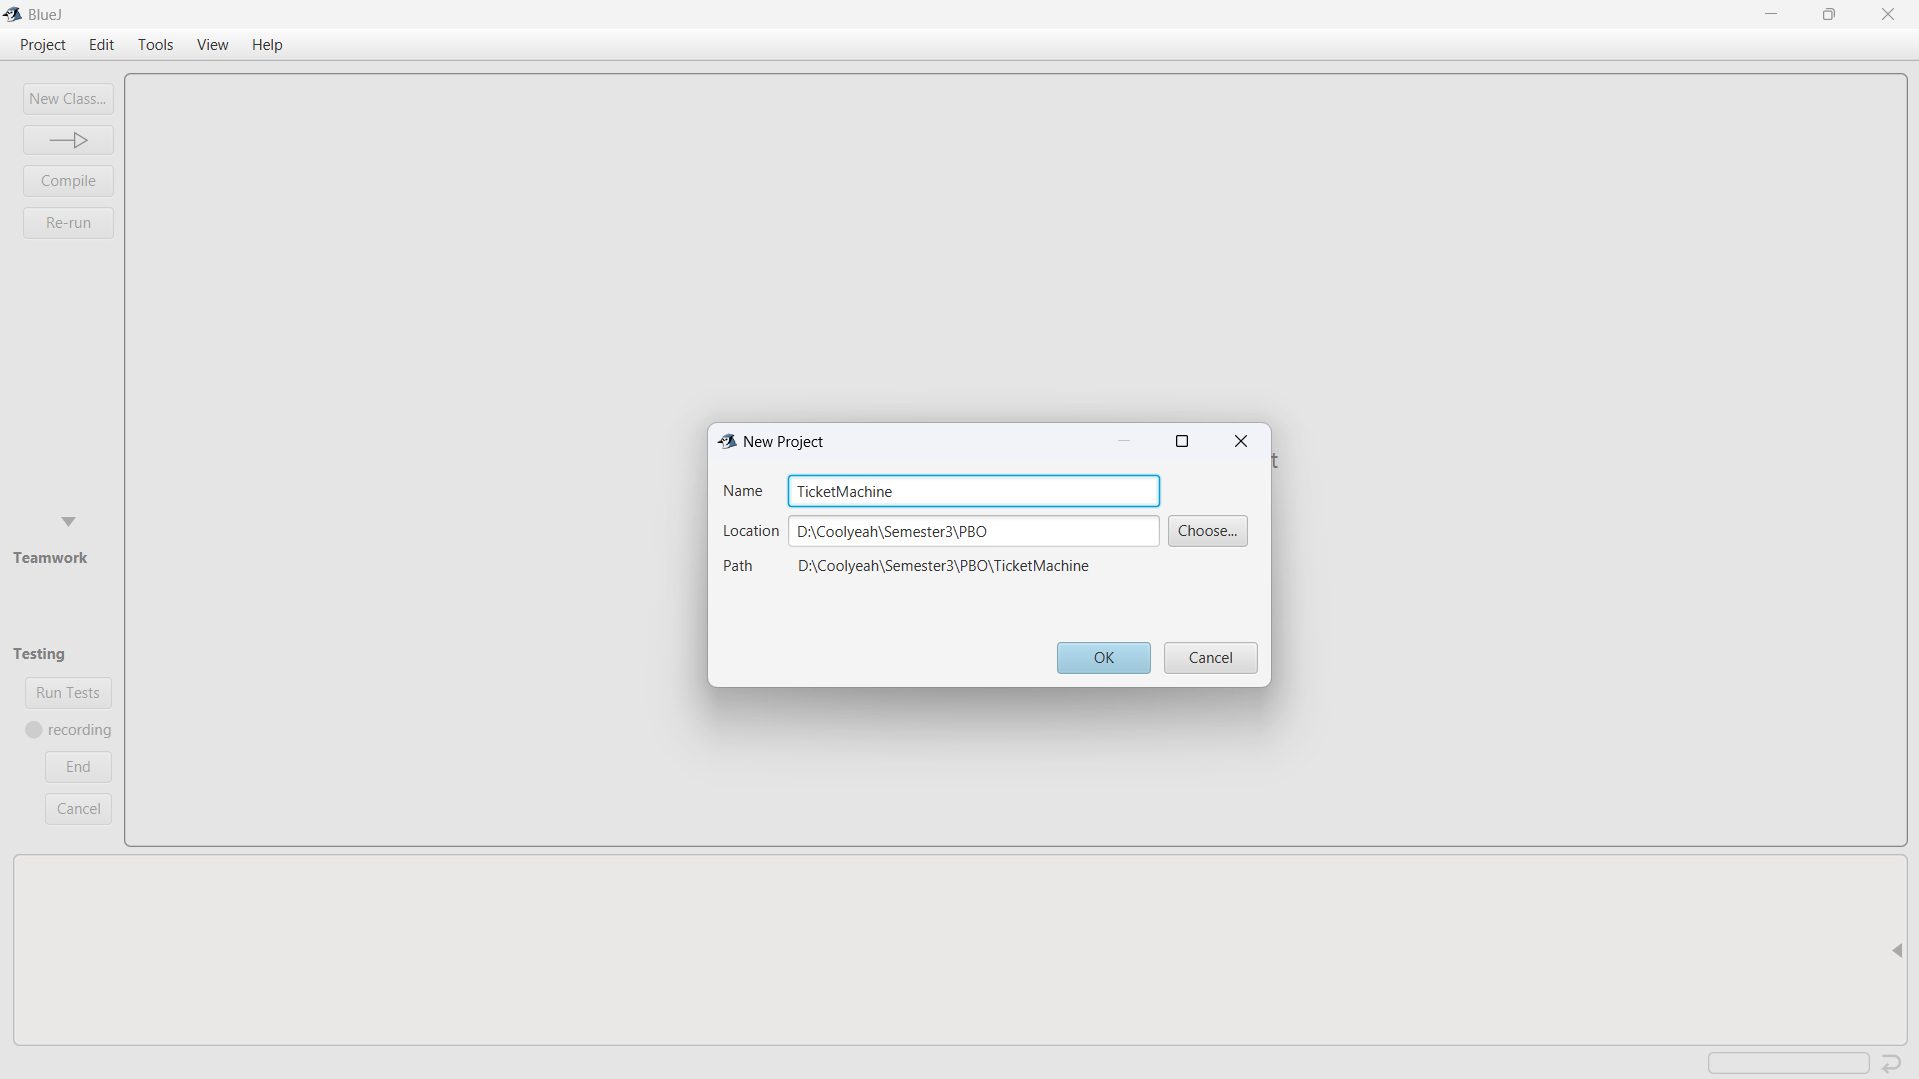 BlueJ
Project Edit Tools View Help
New Class...
Compile
Re-run
New Project
t
Name TicketMachine
Location D:\Coolyeah\Semester3\PBO Choose...
Path D:\Coolyeah\Semester3\PBO\TicketMachine
OK Cancel
Teamwork
Testing
Run Tests
recording
End
Cancel